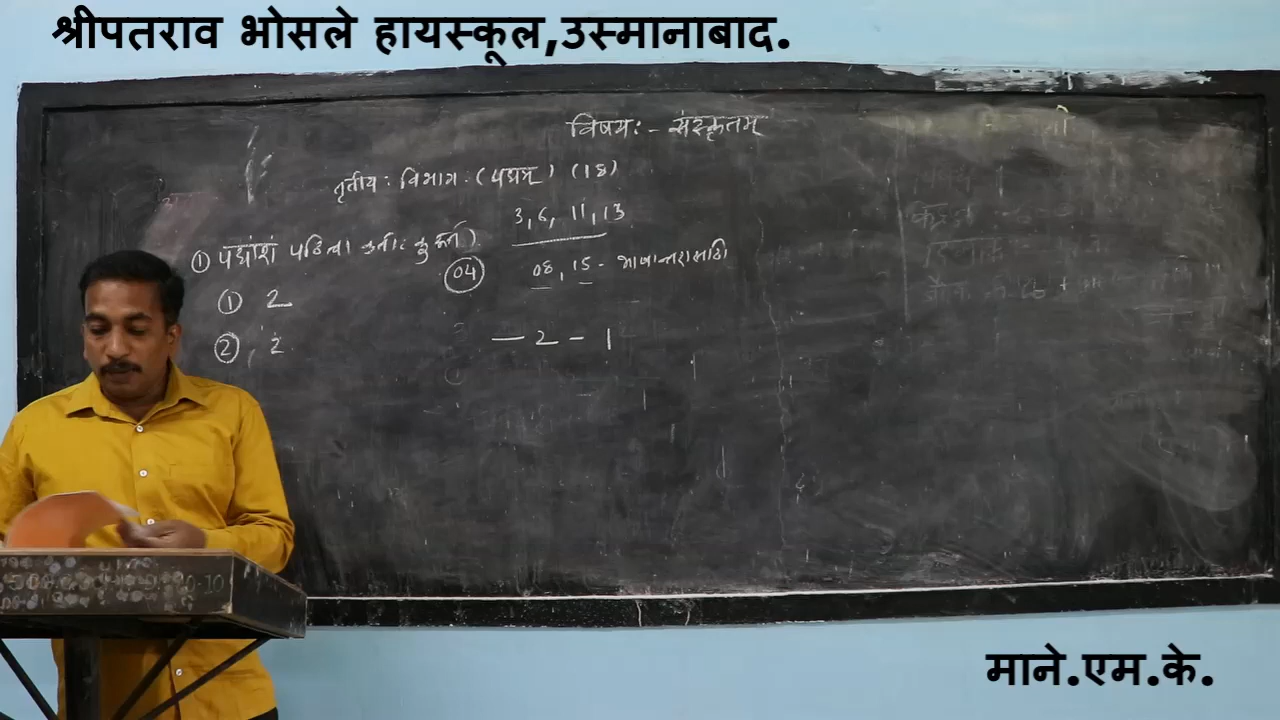 श्रीपतराव भोसले हायस्कूल,उस्मानाबाद.
विषयः - संस्कृतम्
तृतीयः विभागः (पद्यम्) (18)
3, 6, 11, 13
① पद्यांशं पठित्वा कृतीः कुरुत)
04 08, 15 - भाषान्तरासाठी
① 2
② 2 — 2 - 1
माने.एम.के.